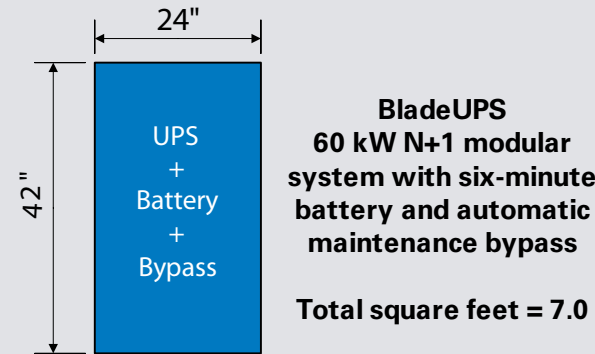 24"
42"
UPS
+
Battery
+
Bypass
BladeUPS
60 kW N+1 modular
system with six-minute
battery and automatic
maintenance bypass
Total square feet = 7.0